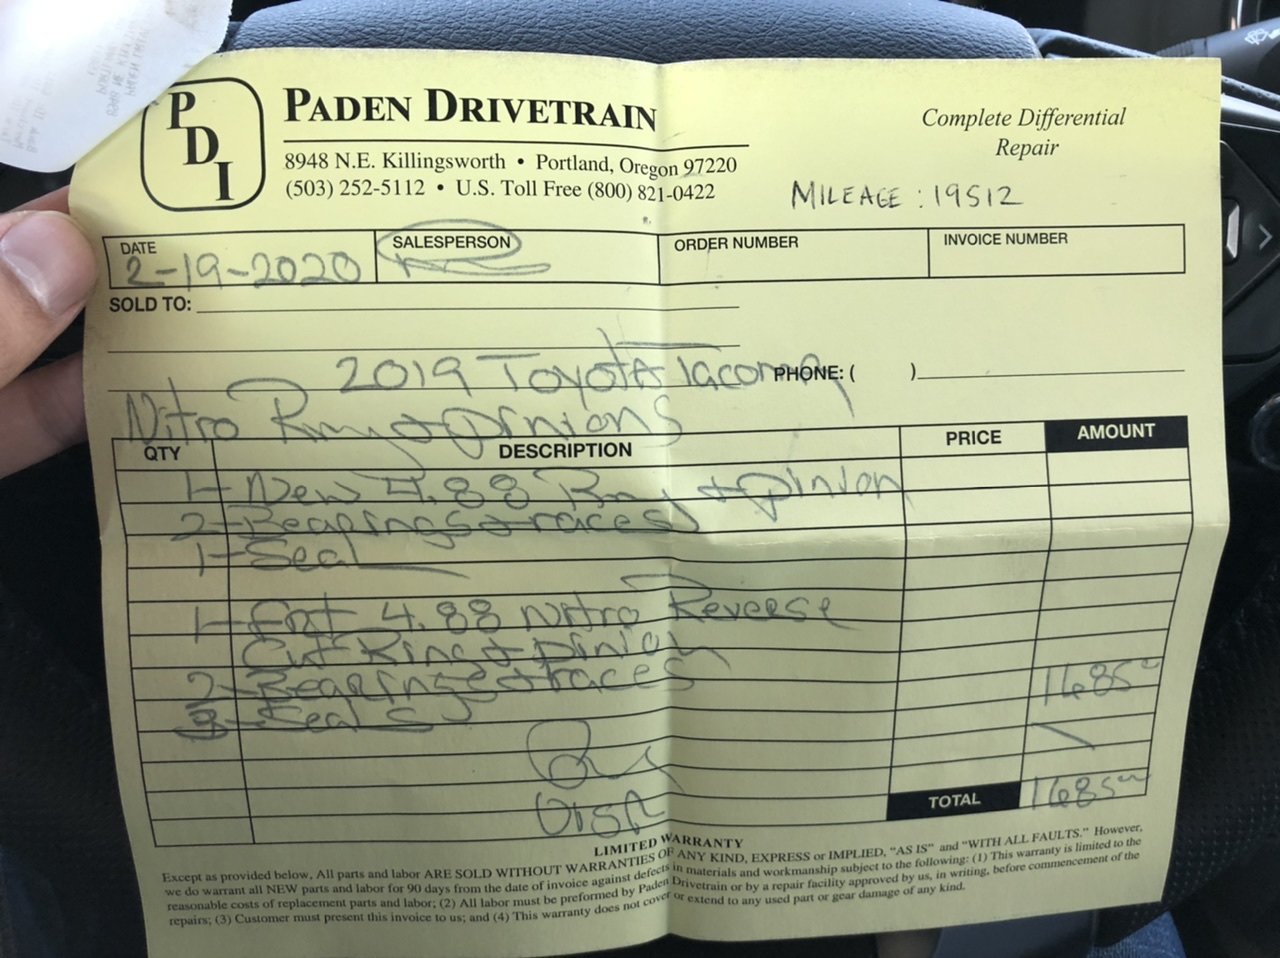 PDI
PADEN DRIVETRAIN
8948 N.E. Killingsworth • Portland, Oregon 97220
(503) 252-5112 • U.S. Toll Free (800) 821-0422
Complete Differential
Repair
MILEAGE : 19512
DATE SALESPERSON ORDER NUMBER INVOICE NUMBER
2-19-2020
SOLD TO:
2019 Toyota Tacoma
PHONE: ( )
Nitro Ring & Pinions
QTY DESCRIPTION PRICE AMOUNT
1- New 4.88 Ring & Pinion
2- Bearings & races
1- Seal
1- Frt 4.88 Nitro Reverse
Cut Ring & Pinion
2- Bearings & races 1685
3- Seals
Visa
TOTAL 1685
LIMITED WARRANTY
Except as provided below, All parts and labor ARE SOLD WITHOUT WARRANTIES OF ANY KIND, EXPRESS or IMPLIED, “AS IS” and “WITH ALL FAULTS.” However,
we do warrant all NEW parts and labor for 90 days from the date of invoice against defects in materials and workmanship subject to the following: (1) This warranty is limited to the
reasonable costs of replacement parts and labor; (2) All labor must be preformed by Paden Drivetrain or by a repair facility approved by us, in writing, before commencement of the
repairs; (3) Customer must present this invoice to us; and (4) This warranty does not cover or extend to any used part or gear damage of any kind.